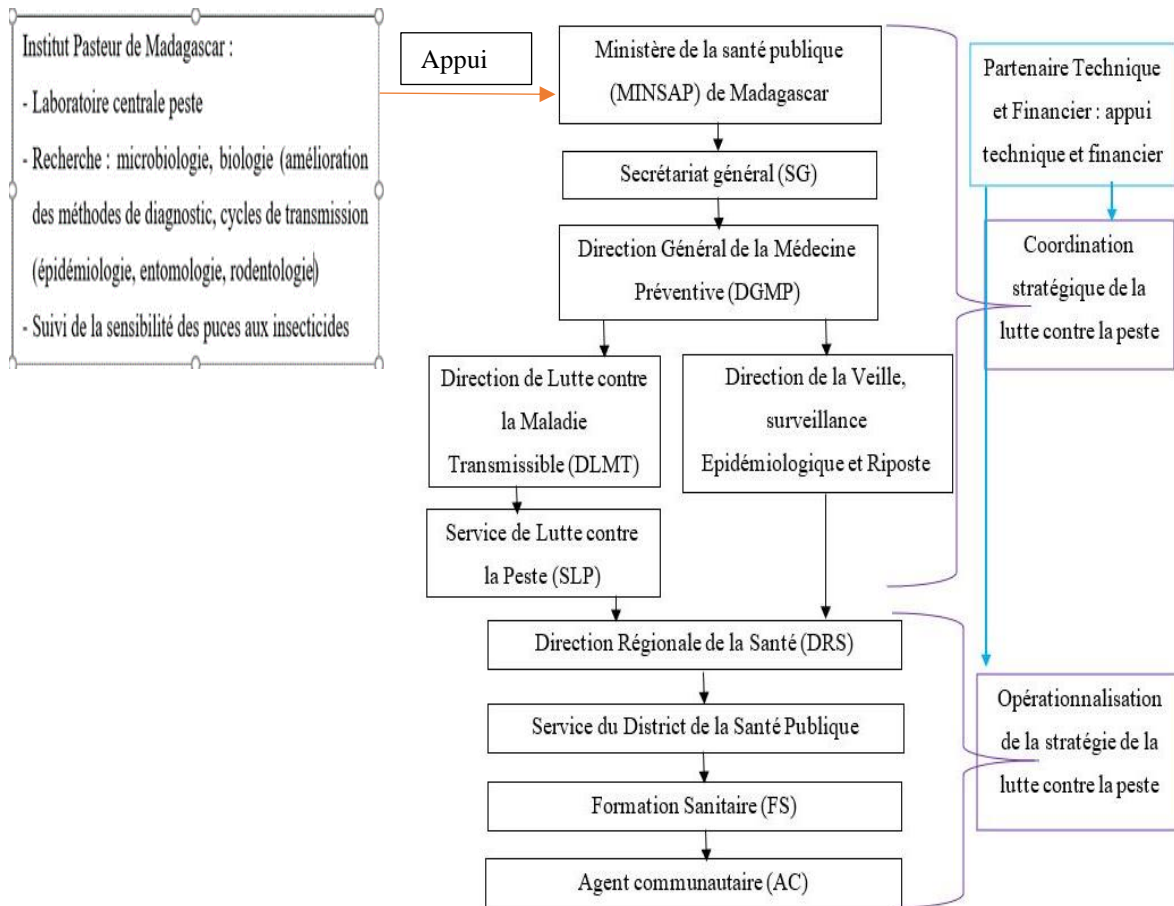 Institut Pasteur de Madagascar :
- Laboratoire centrale peste
- Recherche : microbiologie, biologie (amélioration
des méthodes de diagnostic, cycles de transmission
(épidémiologie, entomologie, rodentologie)
- Suivi de la sensibilité des puces aux insecticides
Appui
Ministère de la santé publique
(MINSAP) de Madagascar
Secrétariat général (SG)
Direction Général de la Médecine
Préventive (DGMP)
Direction de Lutte contre
la Maladie
Transmissible (DLMT)
Direction de la Veille,
surveillance
Epidémiologique et Riposte
Service de Lutte contre
la Peste (SLP)
Direction Régionale de la Santé (DRS)
Service du District de la Santé Publique
Formation Sanitaire (FS)
Agent communautaire (AC)
Partenaire Technique
et Financier : appui
technique et financier
Coordination
stratégique de la
lutte contre la peste
Opérationnalisation
de la stratégie de la
lutte contre la peste